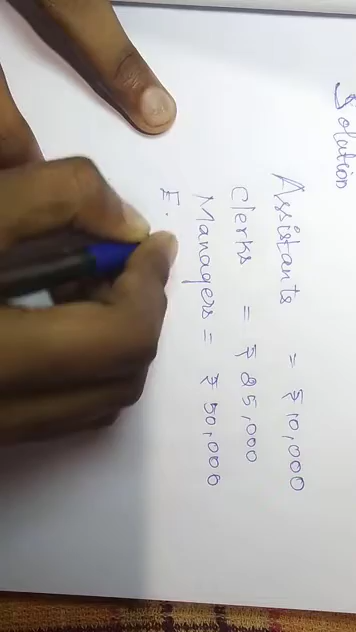 Solution
Assistants = ₹10,000
Clerks = ₹25,000
Managers = ₹50,000
E.